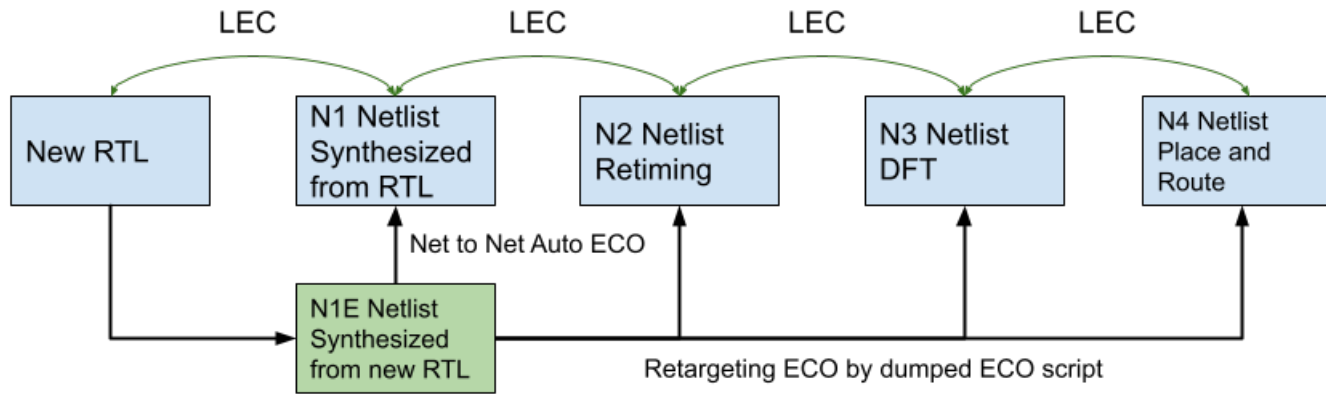 LEC
LEC
LEC
LEC
New RTL
N1 Netlist
Synthesized
from RTL
N2 Netlist
Retiming
N3 Netlist
DFT
N4 Netlist
Place and
Route
Net to Net Auto ECO
N1E Netlist
Synthesized
from new RTL
Retargeting ECO by dumped ECO script